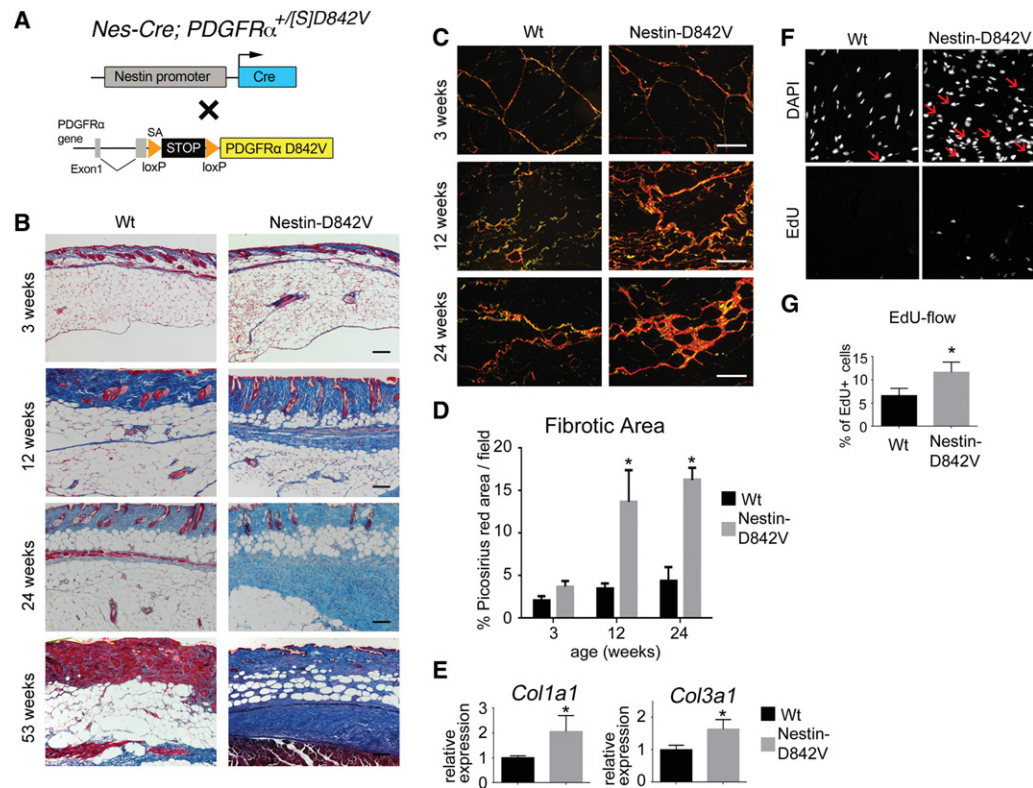 A
Nes-Cre; PDGFRα+/[S]D842V
Nestin promoter
Cre
PDGFRα
gene
SA
STOP
PDGFRα D842V
Exon1
loxP
loxP
B
Wt
Nestin-D842V
3 weeks
12 weeks
24 weeks
53 weeks
C
Wt
Nestin-D842V
3 weeks
12 weeks
24 weeks
D
Fibrotic Area
% Picosirius red area / field
20
15
10
5
0
*
*
3
12
24
age (weeks)
Wt
Nestin-
D842V
E
Col1a1
relative
expression
3
2
1
0
*
Col3a1
relative
expression
3
2
1
0
*
Wt
Nestin-
D842V
F
Wt
Nestin-D842V
DAPI
EdU
G
EdU-flow
% of EdU+ cells
15
10
5
0
*
Wt
Nestin-
D842V